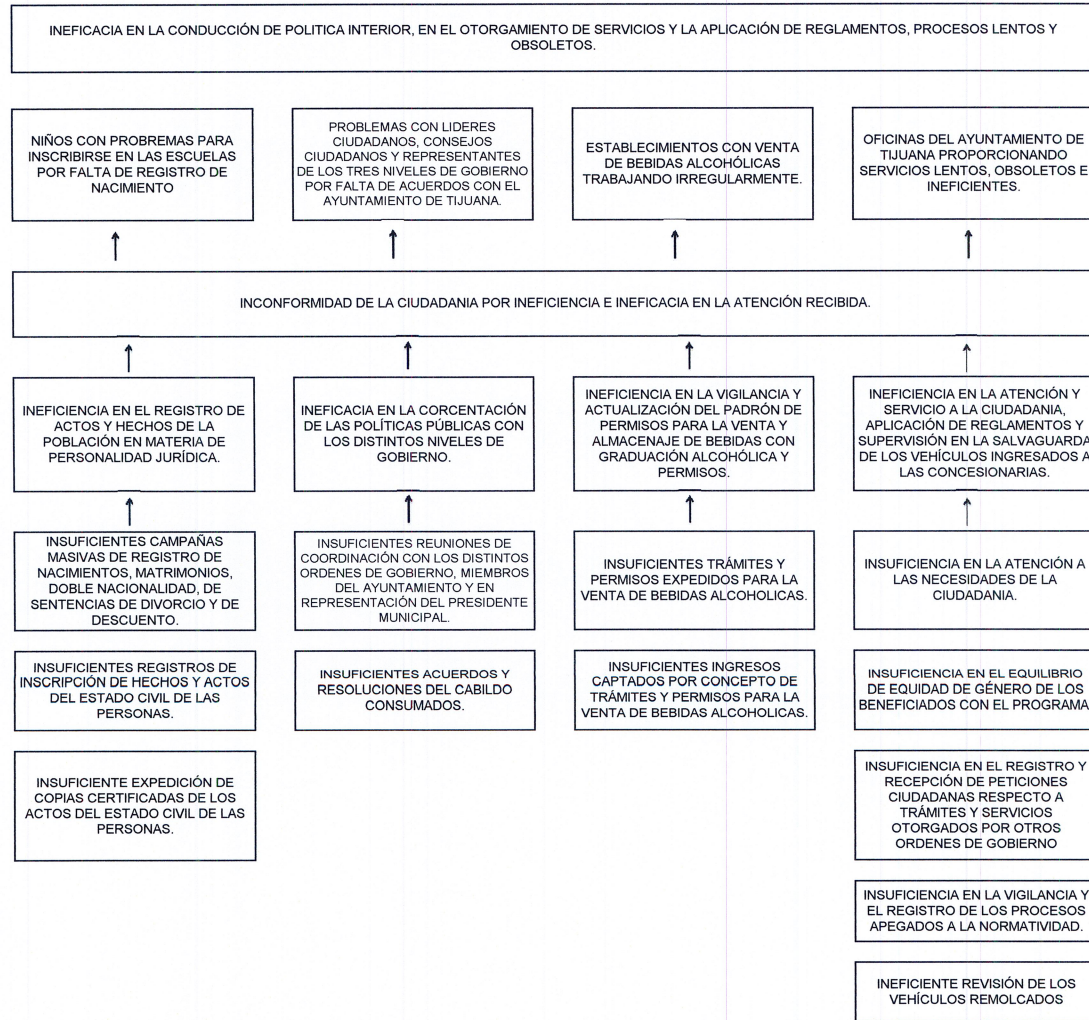 INEFICACIA EN LA CONDUCCIÓN DE POLITICA INTERIOR, EN EL OTORGAMIENTO DE SERVICIOS Y LA APLICACIÓN DE REGLAMENTOS, PROCESOS LENTOS Y
OBSOLETOS.
NIÑOS CON PROBREMAS PARA
INSCRIBIRSE EN LAS ESCUELAS
POR FALTA DE REGISTRO DE
NACIMIENTO
PROBLEMAS CON LIDERES
CIUDADANOS, CONSEJOS
CIUDADANOS Y REPRESENTANTES
DE LOS TRES NIVELES DE GOBIERNO
POR FALTA DE ACUERDOS CON EL
AYUNTAMIENTO DE TIJUANA.
ESTABLECIMIENTOS CON VENTA
DE BEBIDAS ALCOHÓLICAS
TRABAJANDO IRREGULARMENTE.
OFICINAS DEL AYUNTAMIENTO DE
TIJUANA PROPORCIONANDO
SERVICIOS LENTOS, OBSOLETOS E
INEFICIENTES.
INCONFORMIDAD DE LA CIUDADANIA POR INEFICIENCIA E INEFICACIA EN LA ATENCIÓN RECIBIDA.
INEFICIENCIA EN EL REGISTRO DE
ACTOS Y HECHOS DE LA
POBLACIÓN EN MATERIA DE
PERSONALIDAD JURÍDICA.
INEFICACIA EN LA CORCENTACIÓN
DE LAS POLÍTICAS PÚBLICAS CON
LOS DISTINTOS NIVELES DE
GOBIERNO.
INEFICIENCIA EN LA VIGILANCIA Y
ACTUALIZACIÓN DEL PADRÓN DE
PERMISOS PARA LA VENTA Y
ALMACENAJE DE BEBIDAS CON
GRADUACIÓN ALCOHÓLICA Y
PERMISOS.
INEFICIENCIA EN LA ATENCIÓN Y
SERVICIO A LA CIUDADANIA,
APLICACIÓN DE REGLAMENTOS Y
SUPERVISIÓN EN LA SALVAGUARDA
DE LOS VEHÍCULOS INGRESADOS A
LAS CONCESIONARIAS.
INSUFICIENTES CAMPAÑAS
MASIVAS DE REGISTRO DE
NACIMIENTOS, MATRIMONIOS,
DOBLE NACIONALIDAD, DE
SENTENCIAS DE DIVORCIO Y DE
DESCUENTO.
INSUFICIENTES REUNIONES DE
COORDINACIÓN CON LOS DISTINTOS
ORDENES DE GOBIERNO, MIEMBROS
DEL AYUNTAMIENTO Y EN
REPRESENTACIÓN DEL PRESIDENTE
MUNICIPAL.
INSUFICIENTES TRÁMITES Y
PERMISOS EXPEDIDOS PARA LA
VENTA DE BEBIDAS ALCOHOLICAS.
INSUFICIENCIA EN LA ATENCIÓN A
LAS NECESIDADES DE LA
CIUDADANIA.
INSUFICIENTES REGISTROS DE
INSCRIPCIÓN DE HECHOS Y ACTOS
DEL ESTADO CIVIL DE LAS
PERSONAS.
INSUFICIENTES ACUERDOS Y
RESOLUCIONES DEL CABILDO
CONSUMADOS.
INSUFICIENTES INGRESOS
CAPTADOS POR CONCEPTO DE
TRÁMITES Y PERMISOS PARA LA
VENTA DE BEBIDAS ALCOHOLICAS.
INSUFICIENCIA EN EL EQUILIBRIO
DE EQUIDAD DE GÉNERO DE LOS
BENEFICIADOS CON EL PROGRAMA
INSUFICIENTE EXPEDICIÓN DE
COPIAS CERTIFICADAS DE LOS
ACTOS DEL ESTADO CIVIL DE LAS
PERSONAS.
INSUFICIENCIA EN EL REGISTRO Y
RECEPCIÓN DE PETICIONES
CIUDADANAS RESPECTO A
TRÁMITES Y SERVICIOS
OTORGADOS POR OTROS
ORDENES DE GOBIERNO
INSUFICIENCIA EN LA VIGILANCIA Y
EL REGISTRO DE LOS PROCESOS
APEGADOS A LA NORMATIVIDAD.
INEFICIENTE REVISIÓN DE LOS
VEHÍCULOS REMOLCADOS